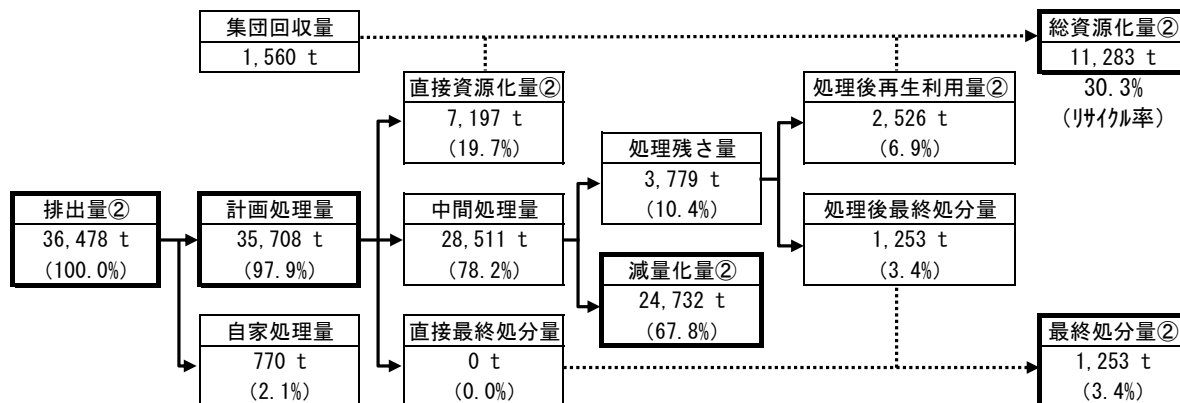 集団回収量
1,560 t
総資源化量②
11,283 t
30.3%
(ﾘｻｲｸﾙ率)
直接資源化量②
7,197 t
(19.7%)
処理後再生利用量②
2,526 t
(6.9%)
処理残さ量
3,779 t
(10.4%)
排出量②
36,478 t
(100.0%)
計画処理量
35,708 t
(97.9%)
中間処理量
28,511 t
(78.2%)
処理後最終処分量
1,253 t
(3.4%)
減量化量②
24,732 t
(67.8%)
自家処理量
770 t
(2.1%)
直接最終処分量
0 t
(0.0%)
最終処分量②
1,253 t
(3.4%)